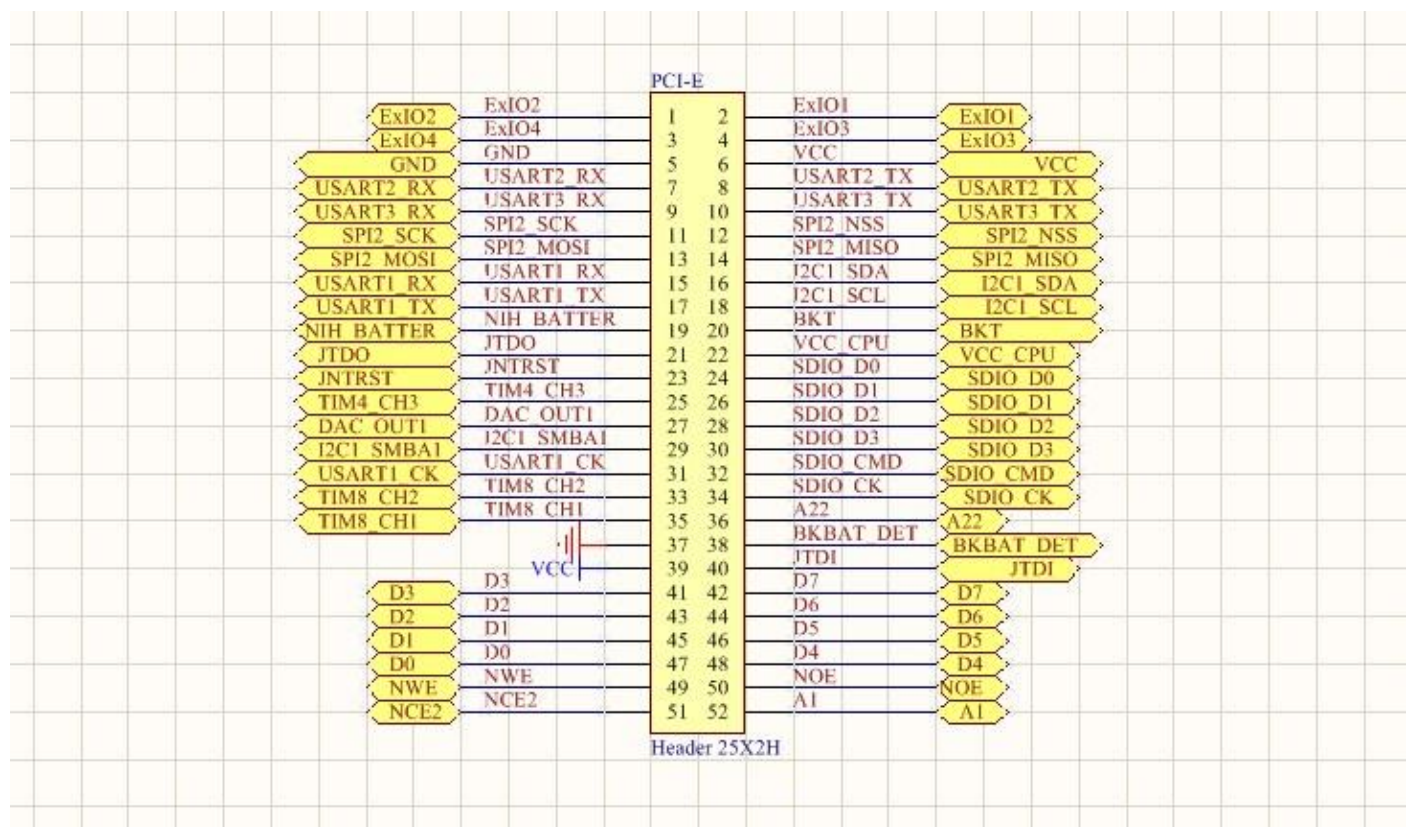 PCI-E
ExIO2 ExIO2 1 2 ExIO1 ExIO1
ExIO4 ExIO4 3 4 ExIO3 ExIO3
GND GND 5 6 VCC VCC
USART2_RX USART2_RX 7 8 USART2_TX USART2_TX
USART3_RX USART3_RX 9 10 USART3_TX USART3_TX
SPI2_SCK SPI2_SCK 11 12 SPI2_NSS SPI2_NSS
SPI2_MOSI SPI2_MOSI 13 14 SPI2_MISO SPI2_MISO
USART1_RX USART1_RX 15 16 I2C1_SDA I2C1_SDA
USART1_TX USART1_TX 17 18 I2C1_SCL I2C1_SCL
NIH_BATTER NIH_BATTER 19 20 BKT BKT
JTDO JTDO 21 22 VCC_CPU VCC_CPU
JNTRST JNTRST 23 24 SDIO_D0 SDIO_D0
TIM4_CH3 TIM4_CH3 25 26 SDIO_D1 SDIO_D1
DAC_OUT1 DAC_OUT1 27 28 SDIO_D2 SDIO_D2
I2C1_SMBA1 I2C1_SMBA1 29 30 SDIO_D3 SDIO_D3
USART1_CK USART1_CK 31 32 SDIO_CMD SDIO_CMD
TIM8_CH2 TIM8_CH2 33 34 SDIO_CK SDIO_CK
TIM8_CH1 TIM8_CH1 35 36 A22 A22
37 38 BKBAT_DET BKBAT_DET
VCC 39 40 JTDI JTDI
D3 D3 41 42 D7 D7
D2 D2 43 44 D6 D6
D1 D1 45 46 D5 D5
D0 D0 47 48 D4 D4
NWE NWE 49 50 NOE NOE
NCE2 NCE2 51 52 A1 A1
Header 25X2H